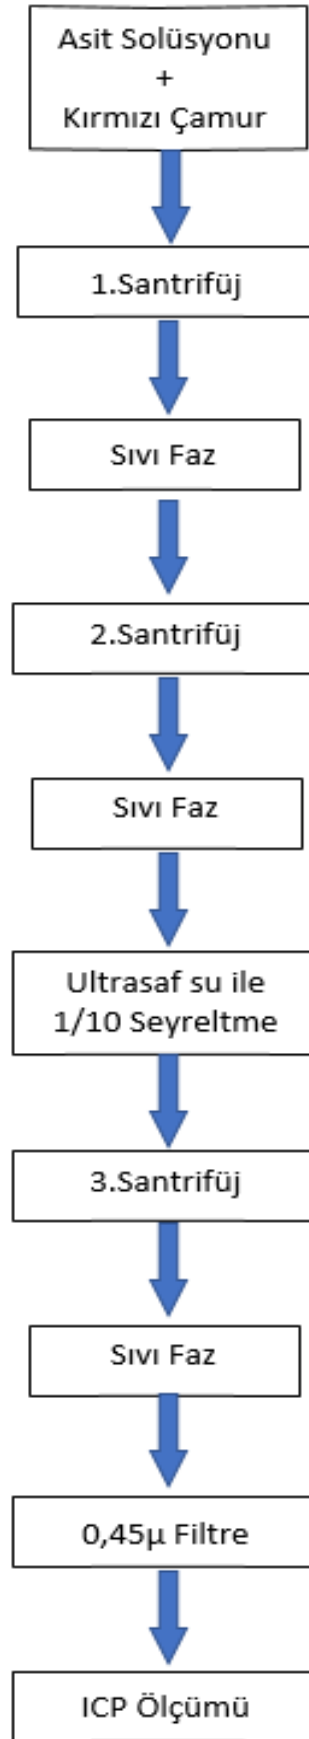 Asit Solüsyonu
+
Kırmızı Çamur
1.Santrifüj
Sıvı Faz
2.Santrifüj
Sıvı Faz
Ultrasaf su ile
1/10 Seyreltme
3.Santrifüj
Sıvı Faz
0,45µ Filtre
ICP Ölçümü